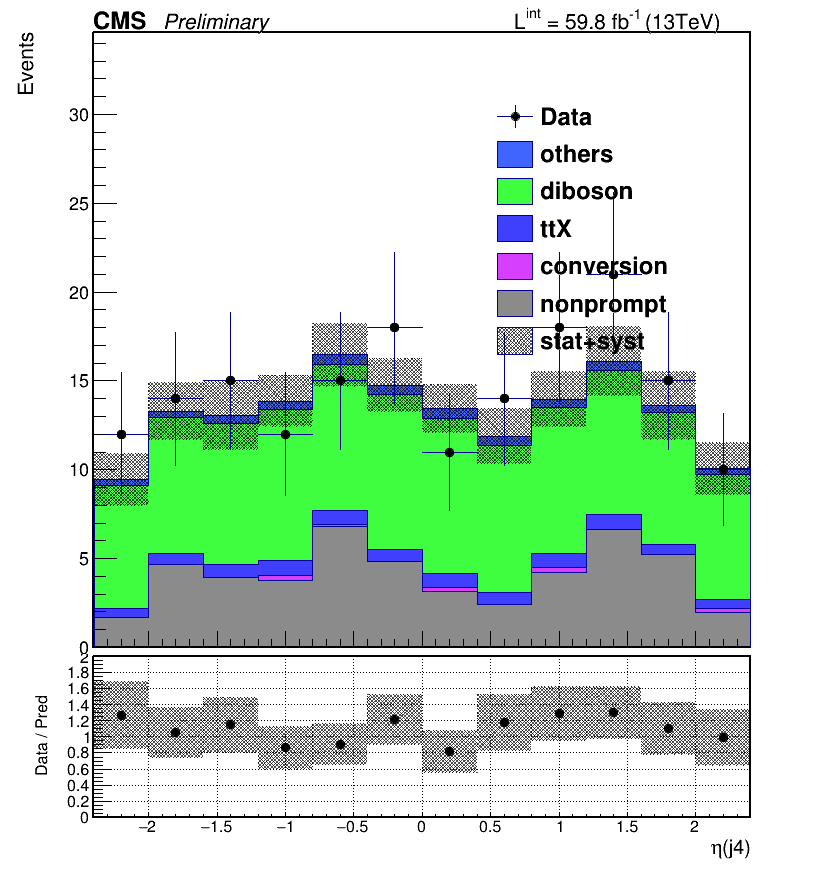 CMS Preliminary L^int = 59.8 fb^-1 (13TeV)
Events
30
25
20
15
10
5
0
Data
others
diboson
ttX
conversion
nonprompt
stat+syst
Data / Pred
2
1.8
1.6
1.4
1.2
1
0.8
0.6
0.4
0.2
0
−2 −1.5 −1 −0.5 0 0.5 1 1.5 2
η(j4)